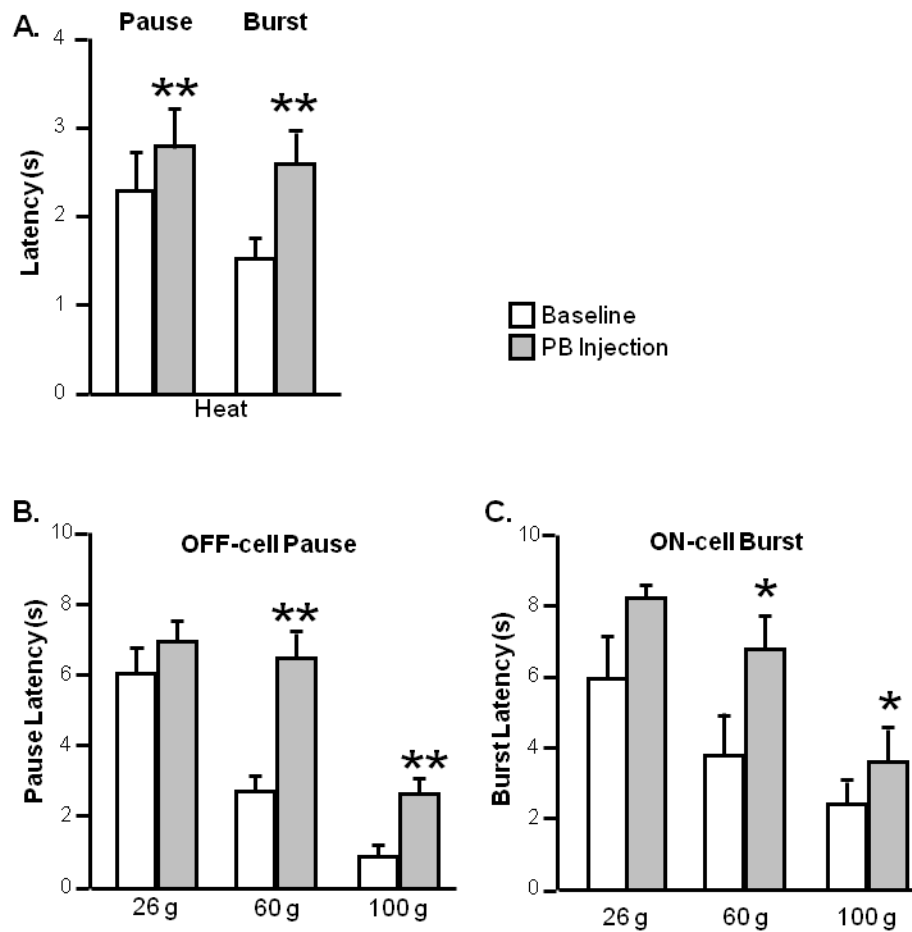 A.
Pause Burst
4
3
2
1
0
Latency (s)
** **
Heat
Baseline
PB Injection
B.
OFF-cell Pause
10
8
6
4
2
0
Pause Latency (s)
** **
26 g 60 g 100 g
C.
ON-cell Burst
10
8
6
4
2
0
Burst Latency (s)
* *
26 g 60 g 100 g